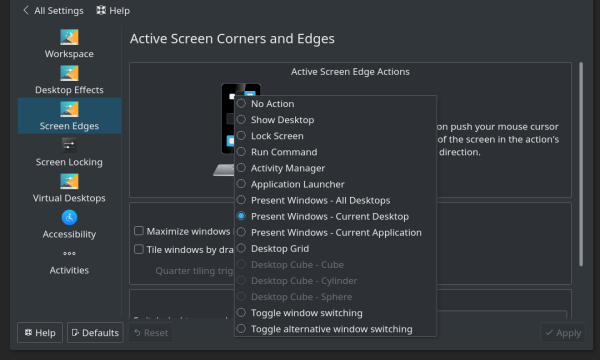 All Settings
Help
Workspace
Desktop Effects
Screen Edges
Screen Locking
Virtual Desktops
Accessibility
Activities
Active Screen Corners and Edges
Active Screen Edge Actions
on push your mouse cursor
of the screen in the action's
direction.
No Action
Show Desktop
Lock Screen
Run Command
Activity Manager
Application Launcher
Present Windows - All Desktops
Present Windows - Current Desktop
Present Windows - Current Application
Desktop Grid
Desktop Cube - Cube
Desktop Cube - Cylinder
Desktop Cube - Sphere
Toggle window switching
Toggle alternative window switching
Maximize windows
Tile windows by dra
Quarter tiling trig
Help
Defaults
Reset
Apply